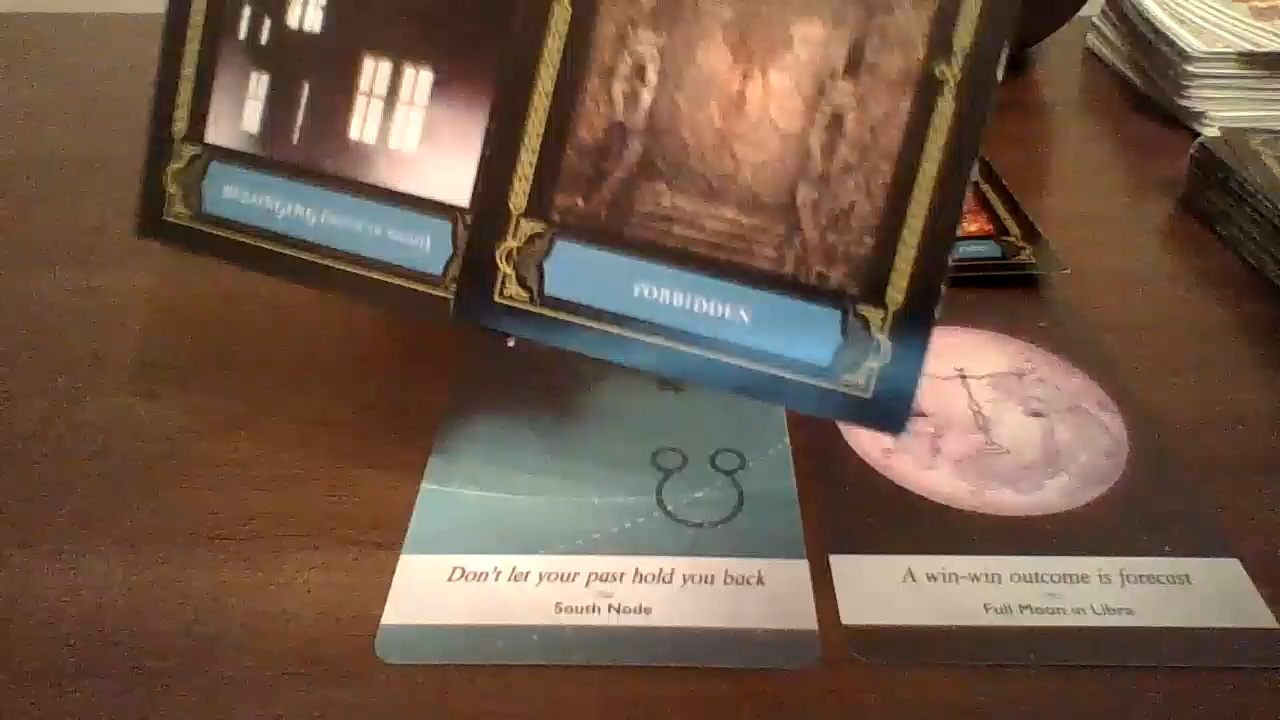 BELONGING
FORBIDDEN
Don't let your past hold you back
South Node
A win-win outcome is forecast
Full Moon in Libra